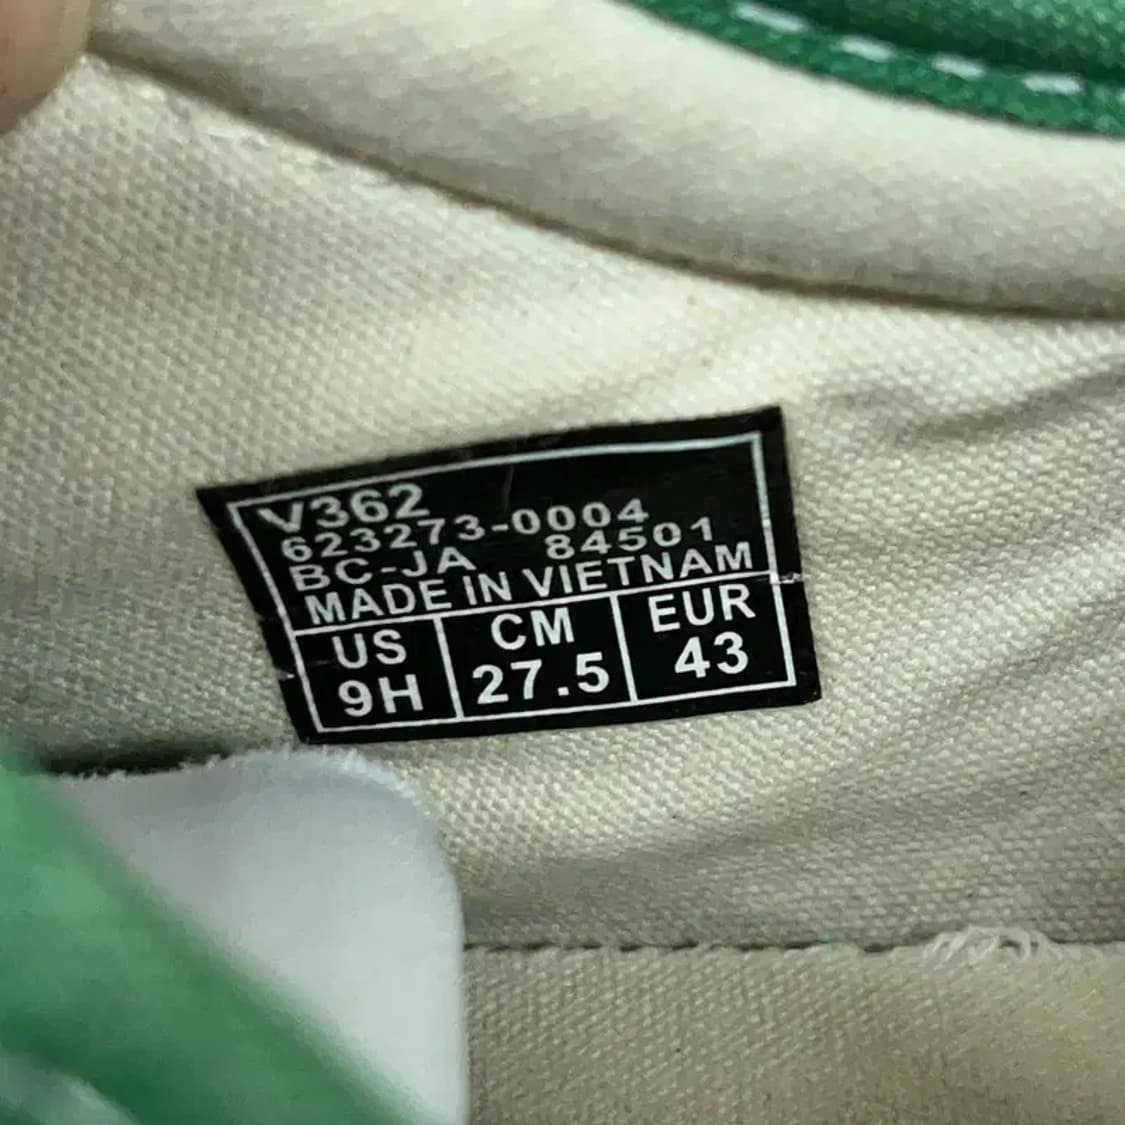 V362
623273-0004
BC-JA 84501
MADE IN VIETNAM
US CM EUR
9H 27.5 43